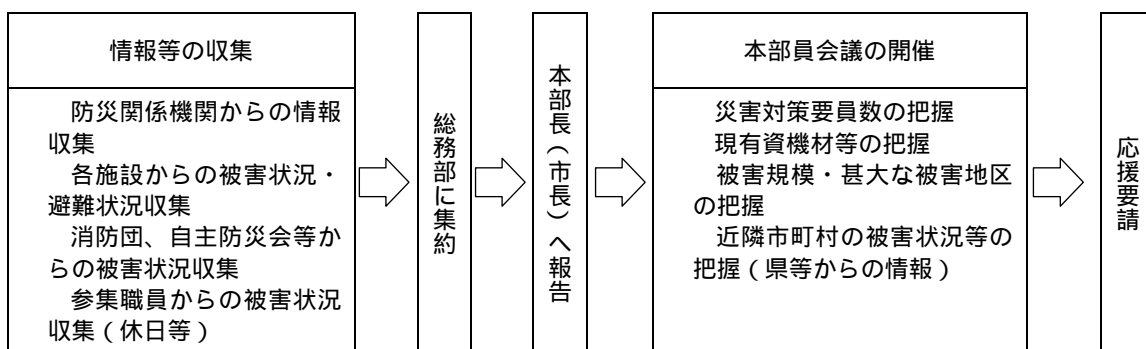 情報等の収集
防災関係機関からの情報
収集
各施設からの被害状況・
避難状況収集
消防団、自主防災会等か
らの被害状況収集
参集職員からの被害状況
収集(休日等)
総務部に集約
本部長(市長)へ報告
本部員会議の開催
災害対策要員数の把握
現有資機材等の把握
被害規模・甚大な被害地区
の把握
近隣市町村の被害状況等の
把握(県等からの情報)
応援要請